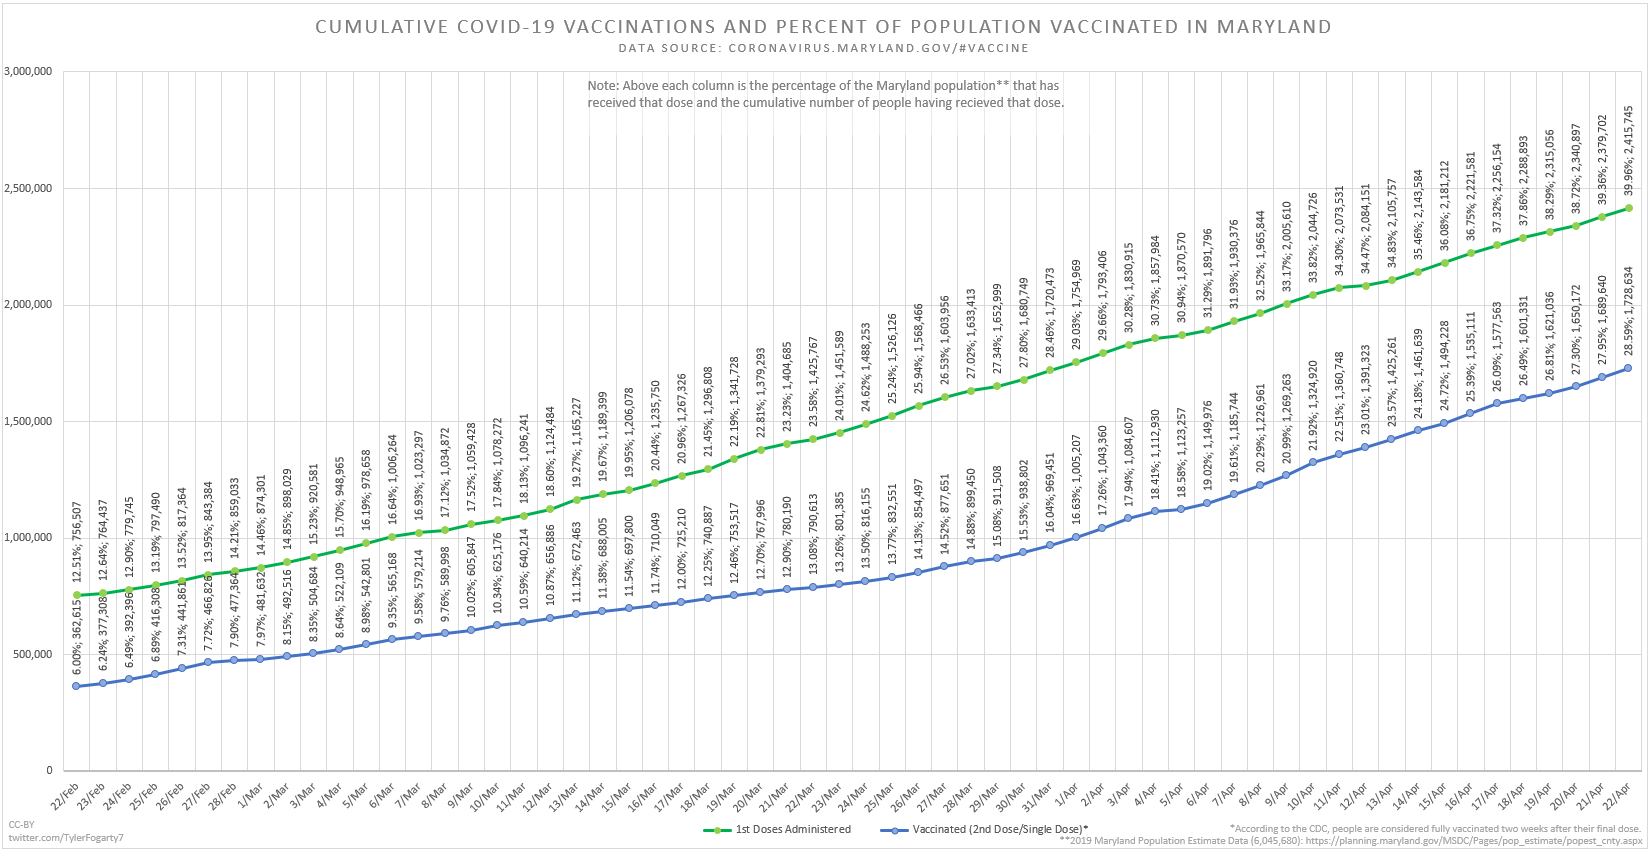 CUMULATIVE COVID-19 VACCINATIONS AND PERCENT OF POPULATION VACCINATED IN MARYLAND
DATA SOURCE: CORONAVIRUS.MARYLAND.GOV/#VACCINE
Note: Above each column is the percentage of the Maryland population** that has
received that dose and the cumulative number of people having recieved that dose.
3,000,000
2,500,000
2,000,000
1,500,000
1,000,000
500,000
0
12.51%; 756,507
12.64%; 764,437
12.90%; 779,745
13.19%; 797,490
13.52%; 817,364
13.95%; 843,384
14.21%; 859,033
14.46%; 874,301
14.85%; 898,029
15.23%; 920,581
15.70%; 948,965
16.19%; 978,658
16.64%; 1,006,264
16.93%; 1,023,297
17.12%; 1,034,872
17.52%; 1,059,428
17.84%; 1,078,272
18.13%; 1,096,241
18.60%; 1,124,484
19.27%; 1,165,227
19.67%; 1,189,399
19.95%; 1,206,078
20.44%; 1,235,750
20.96%; 1,267,326
21.45%; 1,296,808
22.19%; 1,341,728
22.81%; 1,379,293
23.23%; 1,404,685
23.58%; 1,425,767
24.01%; 1,451,589
24.62%; 1,488,253
25.24%; 1,526,126
25.94%; 1,568,466
26.53% 1,603,956
27.02%; 1,633,413
27.34%; 1,652,999
27.80%; 1,680,749
28.46%; 1,720,473
29.03%; 1,754,969
29.66%; 1,793,406
30.28%; 1,830,915
30.73%; 1,857,984
30.94%; 1,870,570
31.29%; 1,891,796
31.93%; 1,930,376
32.52%; 1,965,844
33.17%; 2,005,610
33.82%; 2,044,726
34.30%; 2,073,531
34.47%; 2,084,151
34.83%; 2,105,757
35.46%; 2,143,584
36.08%; 2,181,212
36.75%; 2,221,581
37.32%; 2,256,154
37.86%; 2,288,893
38.29%; 2,315,056
38.72%; 2,340,897
39.36%; 2,379,702
39.96%; 2,415,745
6.00%; 362,615
6.24%; 377,308
6.49%; 392,396
6.89%; 416,308
7.31%; 441,861
7.72%; 466,826
7.90%; 477,364
7.97%; 481,632
8.15%; 492,516
8.35%; 504,684
8.64%; 522,109
8.98%; 542,801
9.35%; 565,168
9.58%; 579,214
9.76%; 589,998
10.02%; 605,847
10.34%; 625,176
10.59%; 640,214
10.87%; 656,886
11.12%; 672,463
11.38%; 688,005
11.54%; 697,800
11.74%; 710,049
12.00%; 725,210
12.25%; 740,887
12.46%; 753,517
12.70%; 767,996
12.90%; 780,190
13.08%; 790,613
13.26%; 801,385
13.50%; 816,155
13.77%; 832,551
14.13%; 854,497
14.52%; 877,651
14.88%; 899,450
15.08%; 911,508
15.53%; 938,802
16.04%; 969,451
16.63%; 1,005,207
17.26%; 1,043,360
17.94%; 1,084,607
18.41%; 1,112,930
18.58%; 1,123,257
19.02%; 1,149,976
19.61%; 1,185,744
20.29%; 1,226,961
20.99%; 1,269,263
21.92%; 1,324,920
22.51%; 1,360,748
23.01%; 1,391,323
23.57%; 1,425,261
24.18%; 1,461,639
24.72%; 1,494,228
25.39%; 1,535,111
26.09%; 1,577,563
26.49%; 1,601,331
26.81%; 1,621,036
27.30%; 1,650,172
27.95%; 1,689,640
28.59%; 1,728,634
22/Feb
23/Feb
24/Feb
25/Feb
26/Feb
27/Feb
28/Feb
1/Mar
2/Mar
3/Mar
4/Mar
5/Mar
6/Mar
7/Mar
8/Mar
9/Mar
10/Mar
11/Mar
12/Mar
13/Mar
14/Mar
15/Mar
16/Mar
17/Mar
18/Mar
19/Mar
20/Mar
21/Mar
22/Mar
23/Mar
24/Mar
25/Mar
26/Mar
27/Mar
28/Mar
29/Mar
30/Mar
31/Mar
1/Apr
2/Apr
3/Apr
4/Apr
5/Apr
6/Apr
7/Apr
8/Apr
9/Apr
10/Apr
11/Apr
12/Apr
13/Apr
14/Apr
15/Apr
16/Apr
17/Apr
18/Apr
19/Apr
20/Apr
21/Apr
22/Apr
CC-BY
twitter.com/TylerFogarty7
1st Doses Administered
Vaccinated (2nd Dose/Single Dose)*
*According to the CDC, people are considered fully vaccinated two weeks after their final dose.
**2019 Maryland Population Estimate Data (6,045,680): https://planning.maryland.gov/MSDC/Pages/pop_estimate/popest_cnty.aspx